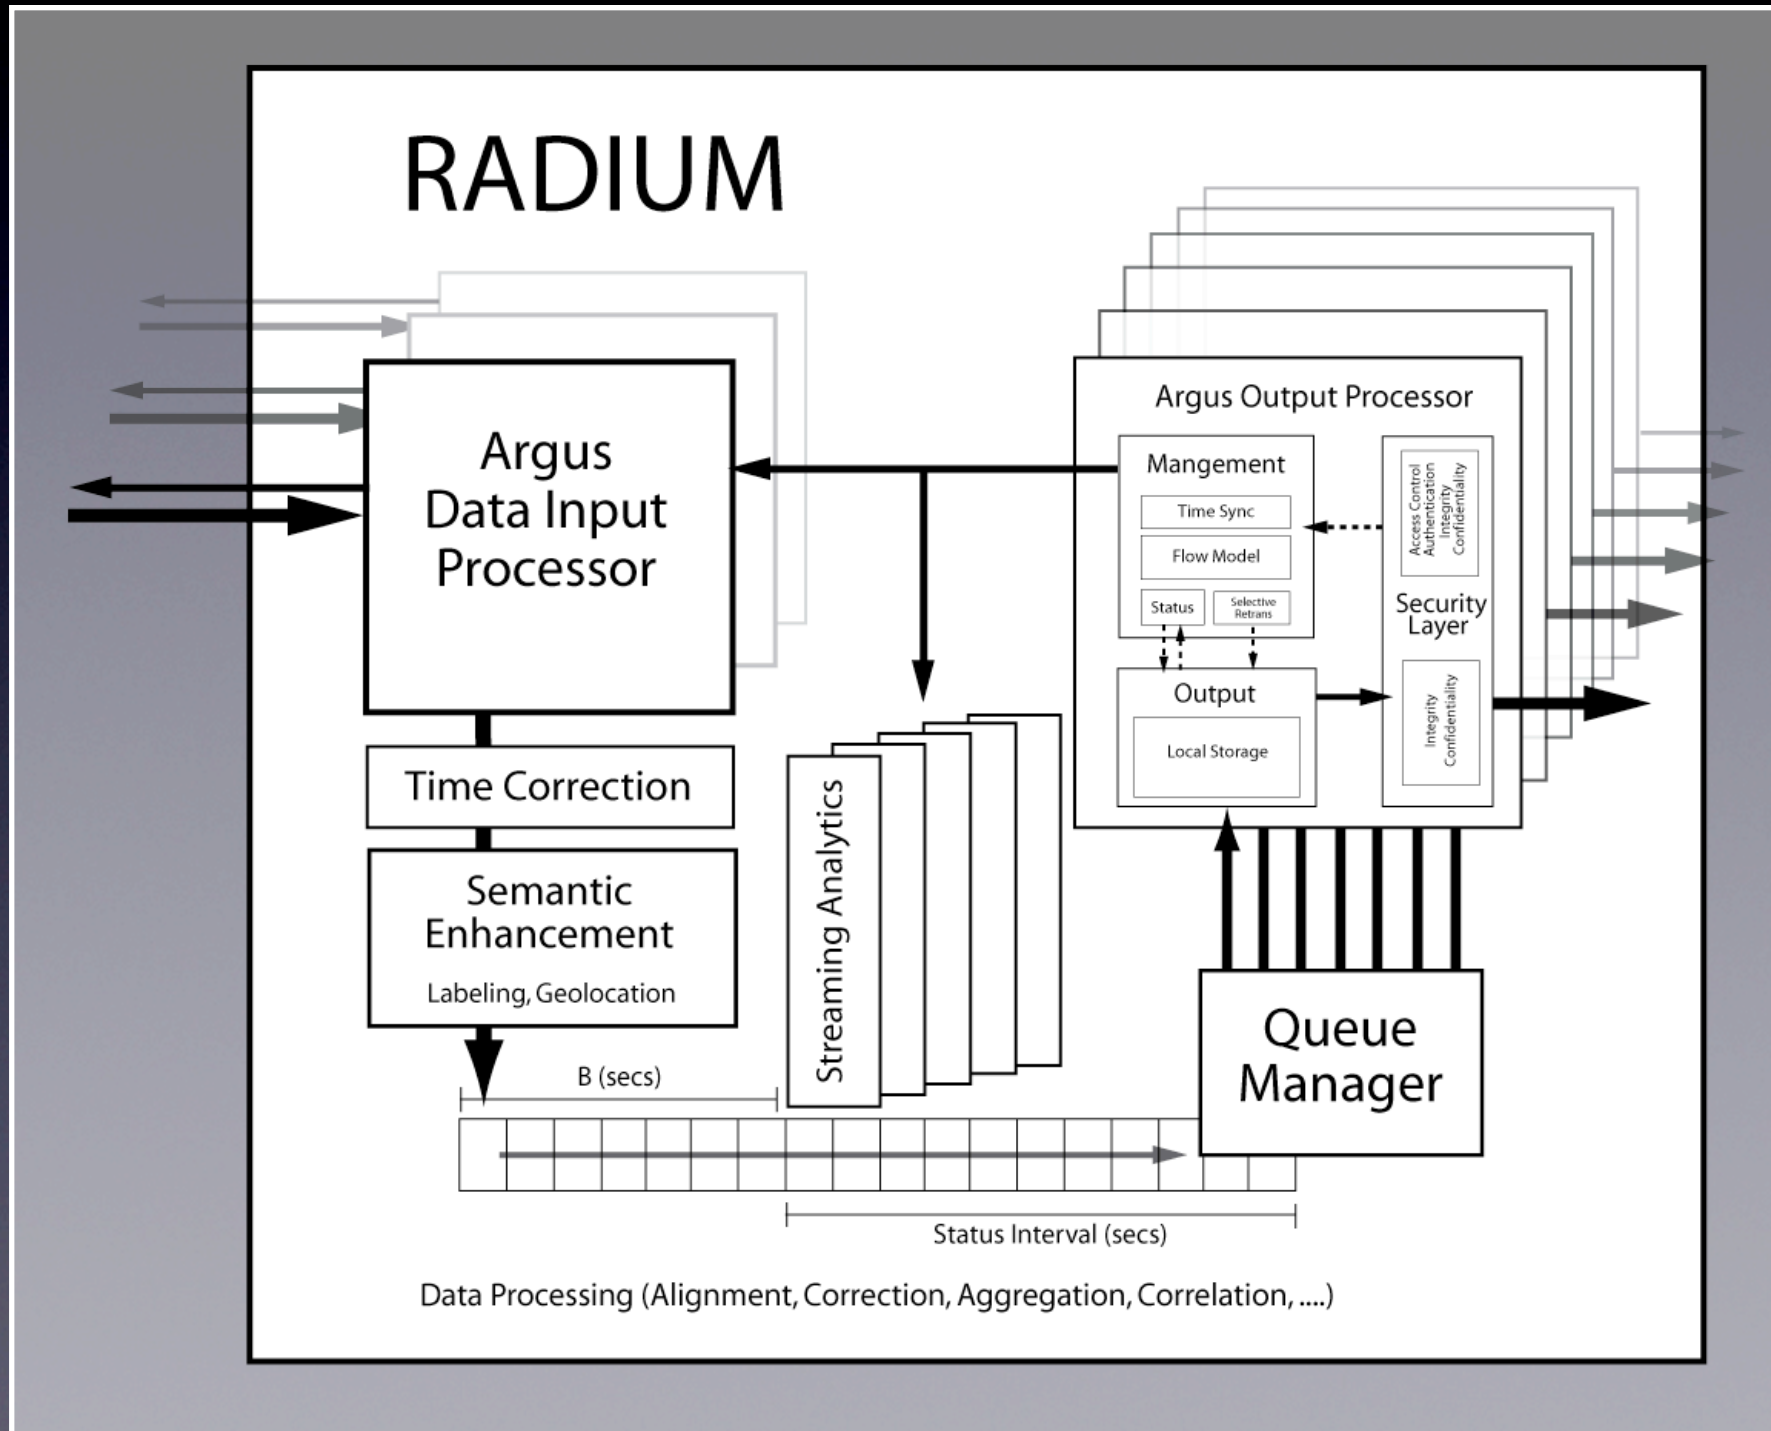 RADIUM
Argus
Data Input
Processor
Time Correction
Semantic
Enhancement
Labeling, Geolocation
B (secs)
Streaming Analytics
Argus Output Processor
Mangement
Time Sync
Flow Model
Status
Selective
Retrans
Output
Local Storage
Access Control
Authentication
Integrity
Confidentiality
Security
Layer
Integrity
Confidentiality
Queue
Manager
Status Interval (secs)
Data Processing (Alignment, Correction, Aggregation, Correlation, ....)